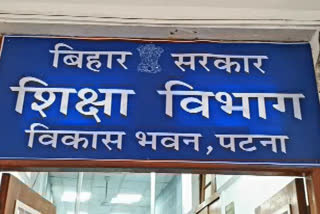 बिहार सरकार
शिक्षा विभाग
विकास भवन, पटना